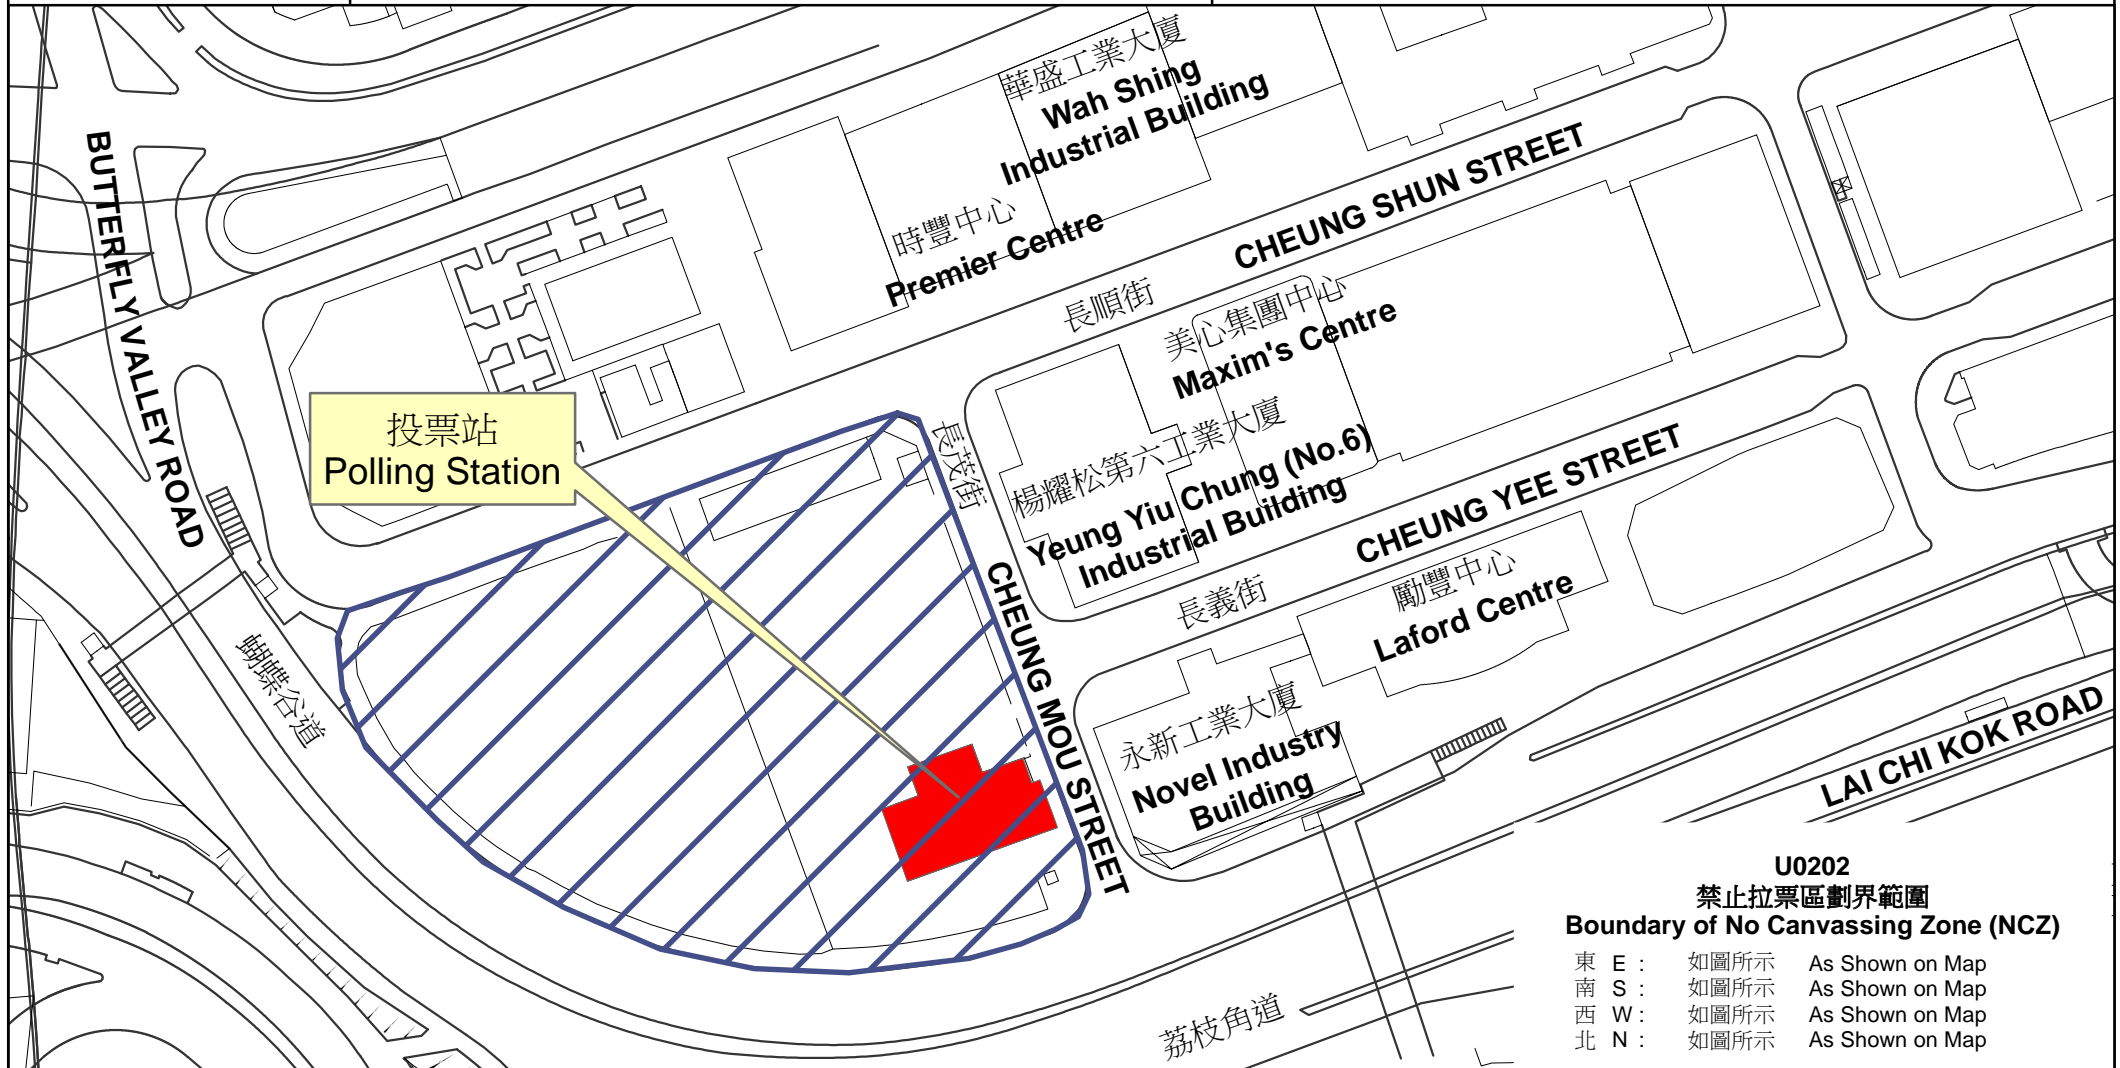 華盛工業大廈
Wah Shing
Industrial Building
時豐中心
Premier Centre
CHEUNG SHUN STREET
長順街
BUTTERFLY VALLEY ROAD
蝴蝶谷道
美心集團中心
Maxim's Centre
投票站
Polling Station
長茂街
CHEUNG MOU STREET
楊耀松第六工業大廈
Yeung Yiu Chung (No.6)
Industrial Building
CHEUNG YEE STREET
長義街
勵豐中心
Laford Centre
永新工業大廈
Novel Industry
Building
LAI CHI KOK ROAD
荔枝角道
U0202
禁止拉票區劃界範圍
Boundary of No Canvassing Zone (NCZ)
東 E : 如圖所示 As Shown on Map
南 S : 如圖所示 As Shown on Map
西 W : 如圖所示 As Shown on Map
北 N : 如圖所示 As Shown on Map